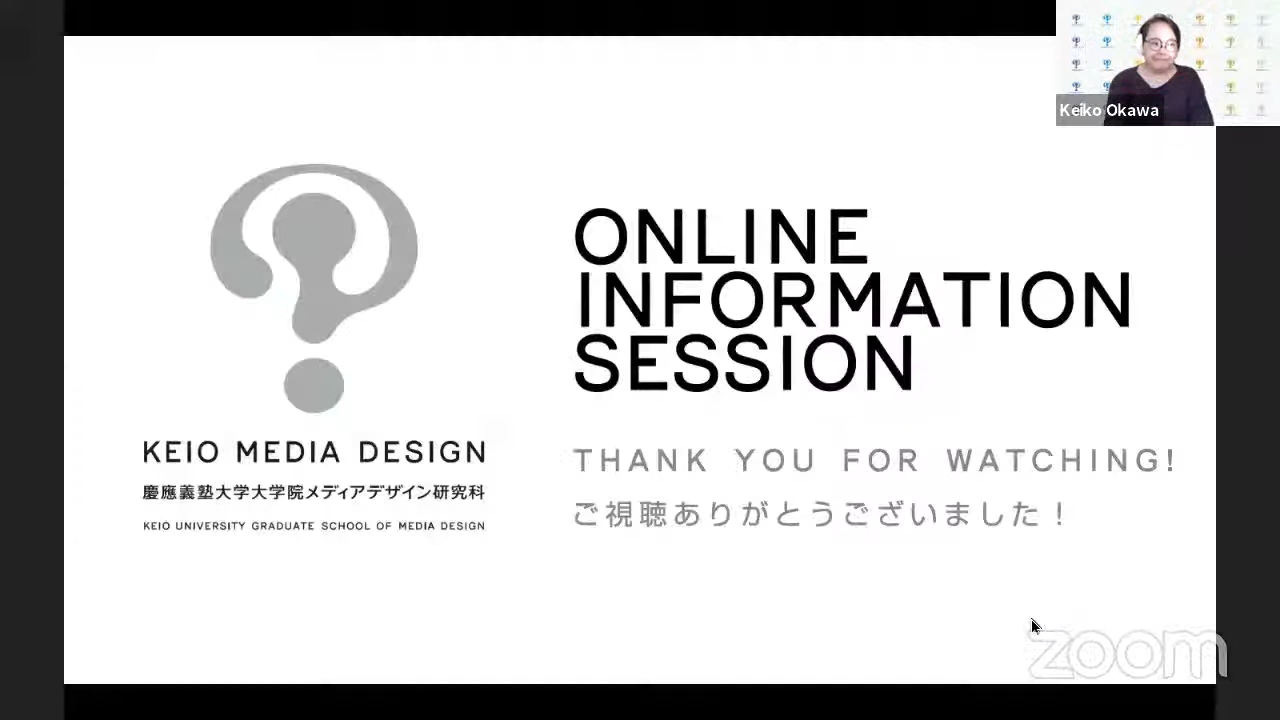 Keiko Okawa
ONLINE
INFORMATION
SESSION
KEIO MEDIA DESIGN
慶應義塾大学大学院メディアデザイン研究科
KEIO UNIVERSITY GRADUATE SCHOOL OF MEDIA DESIGN
THANK YOU FOR WATCHING!
ご視聴ありがとうございました！
zoom